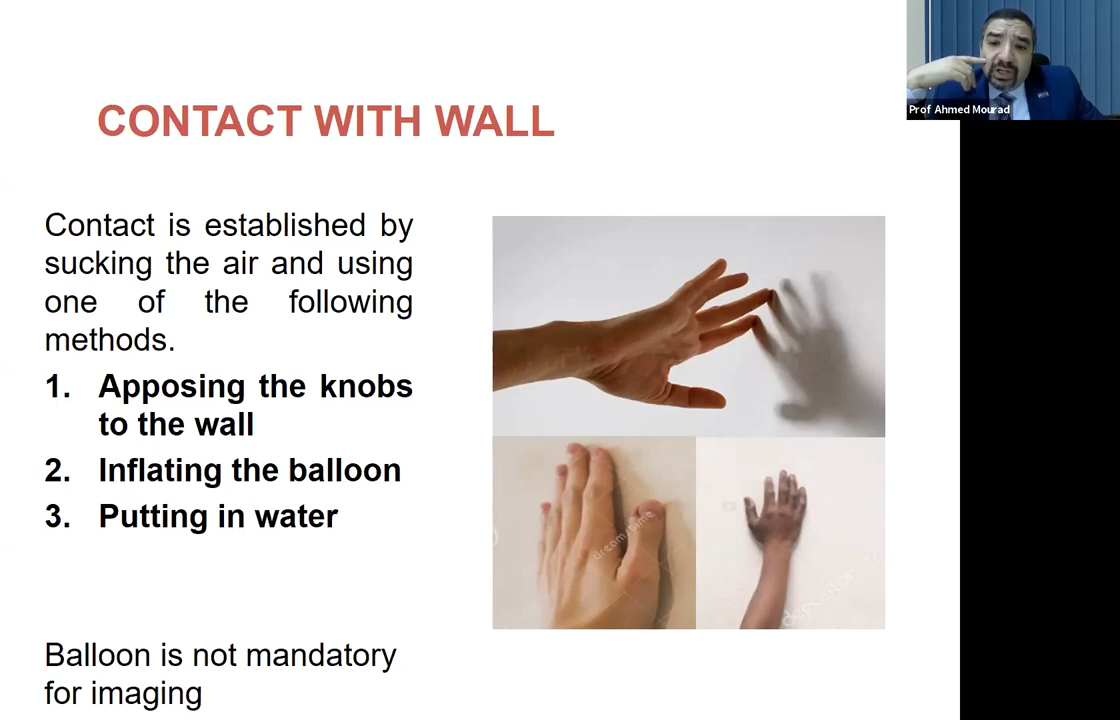 Prof Ahmed Mourad
CONTACT WITH WALL
Contact is established by
sucking the air and using
one of the following
methods.
1. Apposing the knobs
to the wall
2. Inflating the balloon
3. Putting in water
Balloon is not mandatory
for imaging
dreamstime